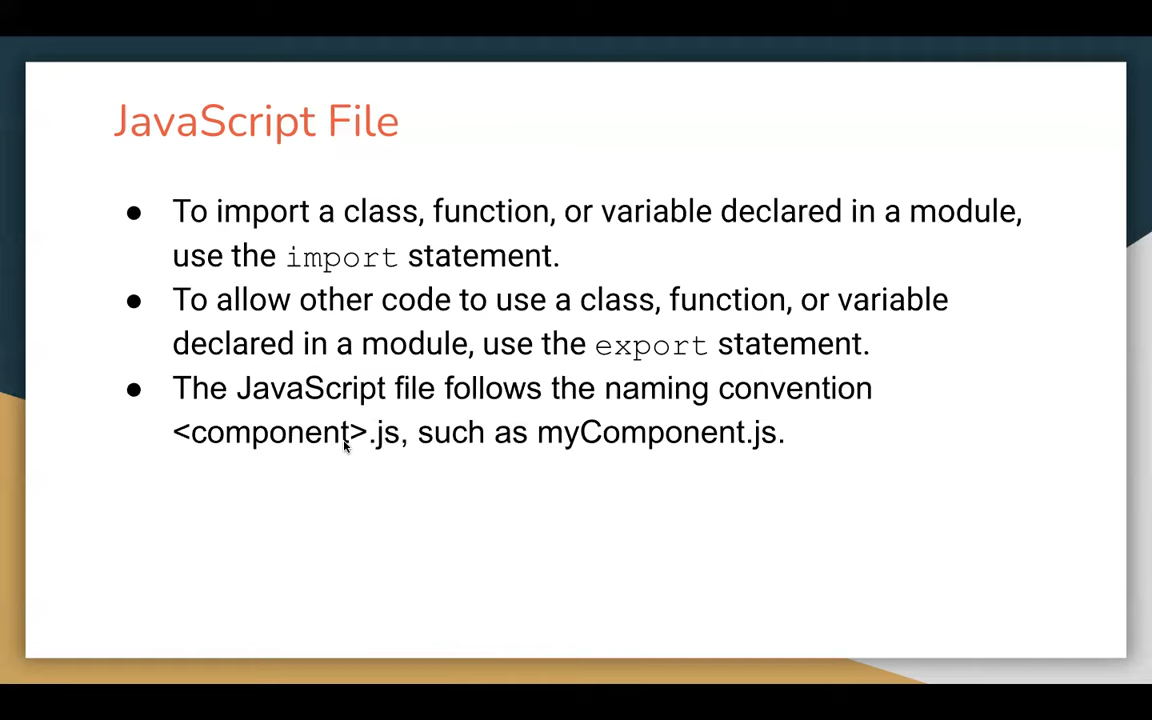 JavaScript File
● To import a class, function, or variable declared in a module,
use the import statement.
● To allow other code to use a class, function, or variable
declared in a module, use the export statement.
● The JavaScript file follows the naming convention
<component>.js, such as myComponent.js.